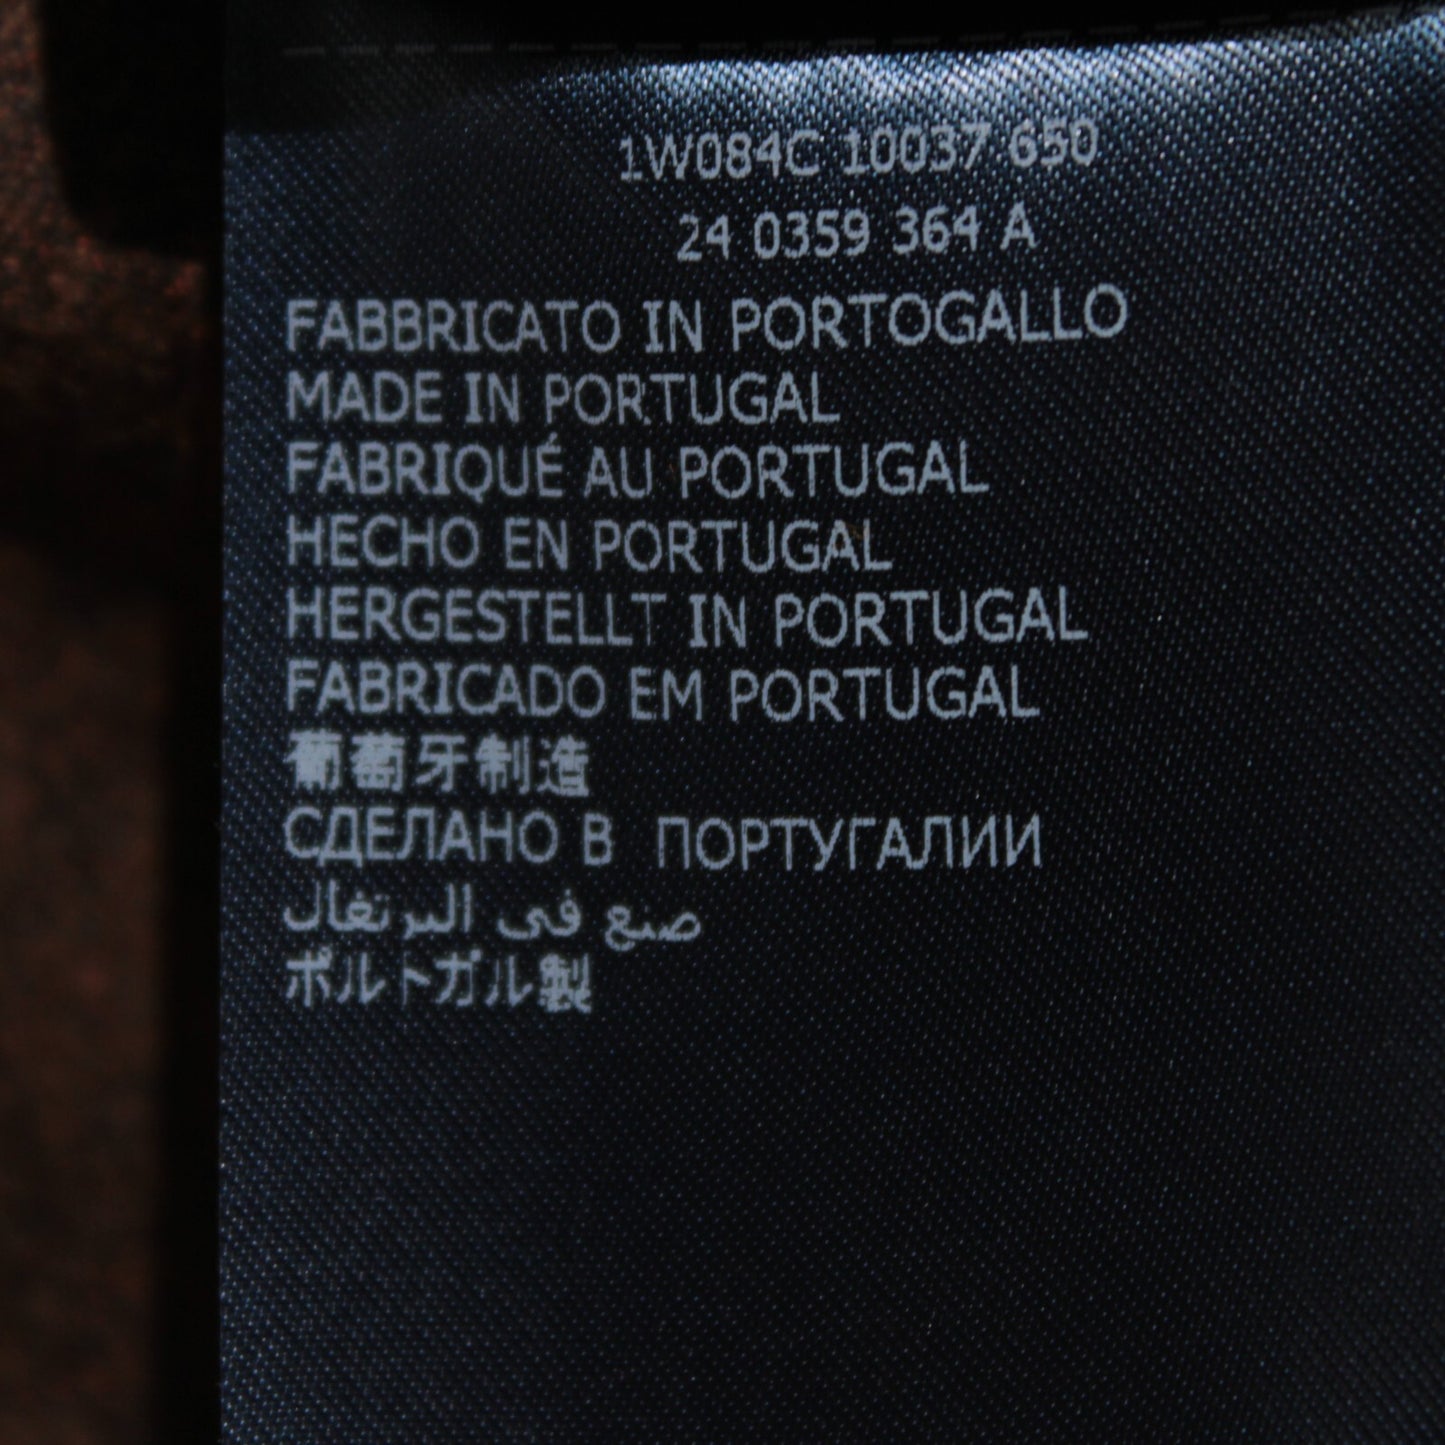 1W084C 10037 650
24 0359 364 A
FABBRICATO IN PORTOGALLO
MADE IN PORTUGAL
FABRIQUÉ AU PORTUGAL
HECHO EN PORTUGAL
HERGESTELLT IN PORTUGAL
FABRICADO EM PORTUGAL
葡萄牙制造
СДЕЛАНО В ПОРТУГАЛИИ
صنع فى البرتغال
ポルトガル製